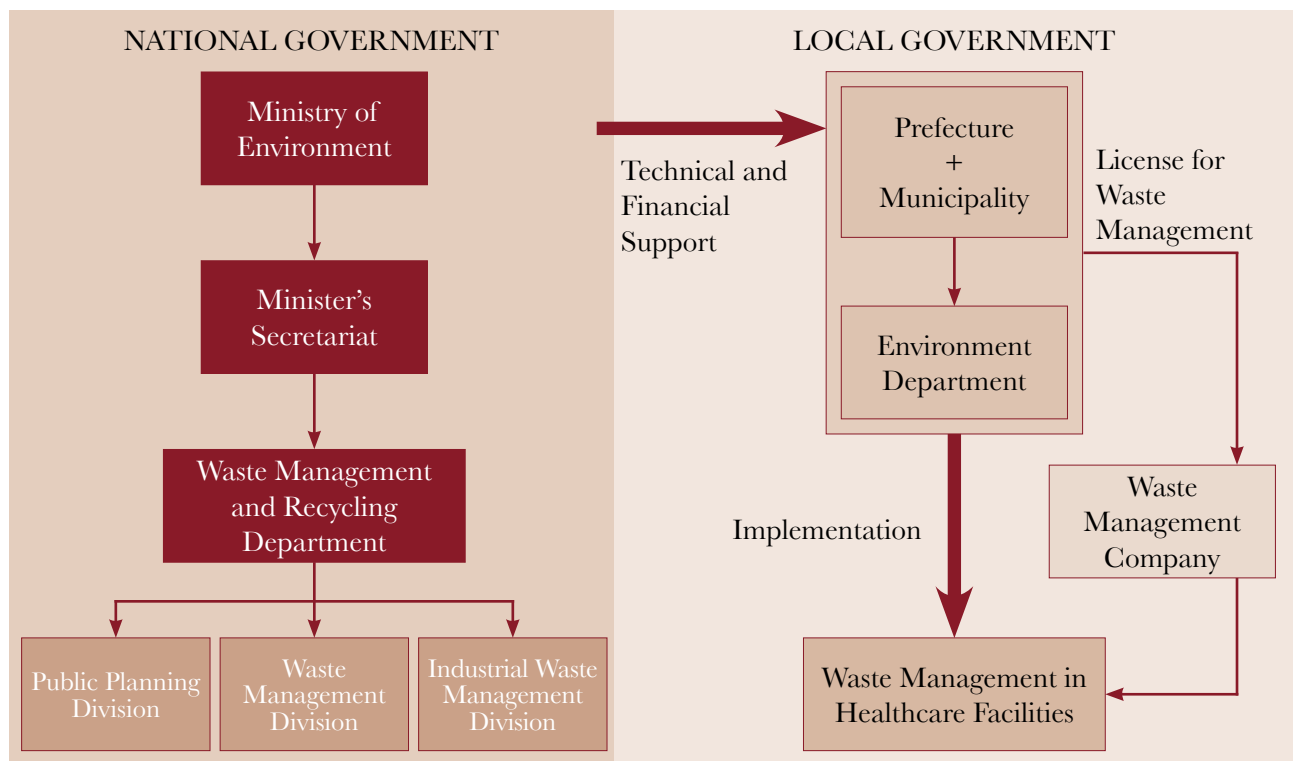 NATIONAL GOVERNMENT
Ministry of
Environment
Minister’s
Secretariat
Waste Management
and Recycling
Department
Public Planning
Division
Waste
Management
Division
Industrial Waste
Management
Division
Technical and
Financial
Support
LOCAL GOVERNMENT
Prefecture
+
Municipality
Environment
Department
License for
Waste
Management
Implementation
Waste
Management
Company
Waste Management in
Healthcare Facilities